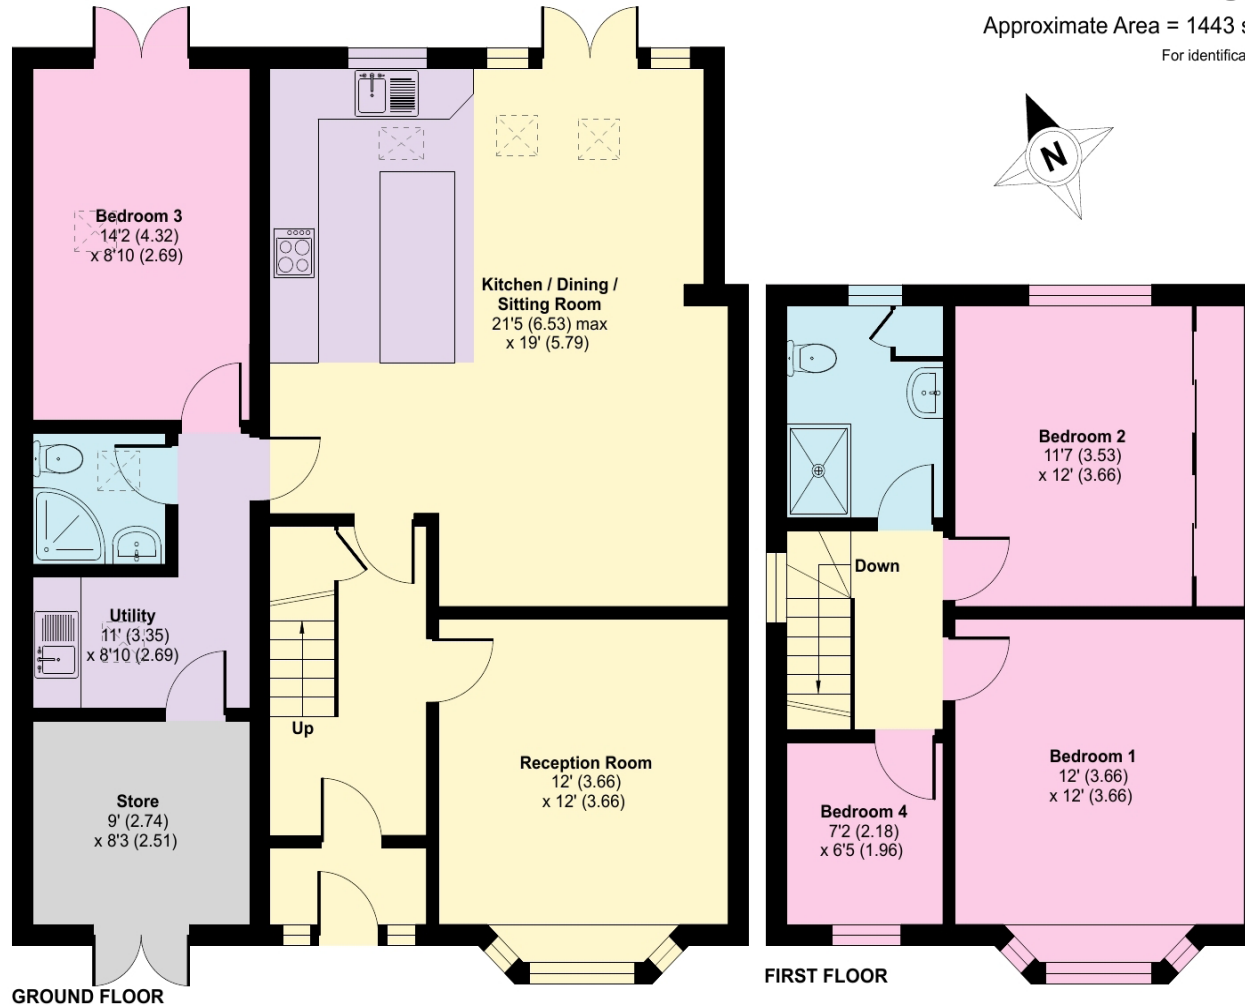 Approximate Area = 1443 s
For identifica
N
Bedroom 3
14'2 (4.32)
x 8'10 (2.69)
Kitchen / Dining /
Sitting Room
21'5 (6.53) max
x 19' (5.79)
Utility
11' (3.35)
x 8'10 (2.69)
Up
Store
9' (2.74)
x 8'3 (2.51)
Reception Room
12' (3.66)
x 12' (3.66)
GROUND FLOOR
Bedroom 2
11'7 (3.53)
x 12' (3.66)
Down
Bedroom 1
12' (3.66)
x 12' (3.66)
Bedroom 4
7'2 (2.18)
x 6'5 (1.96)
FIRST FLOOR